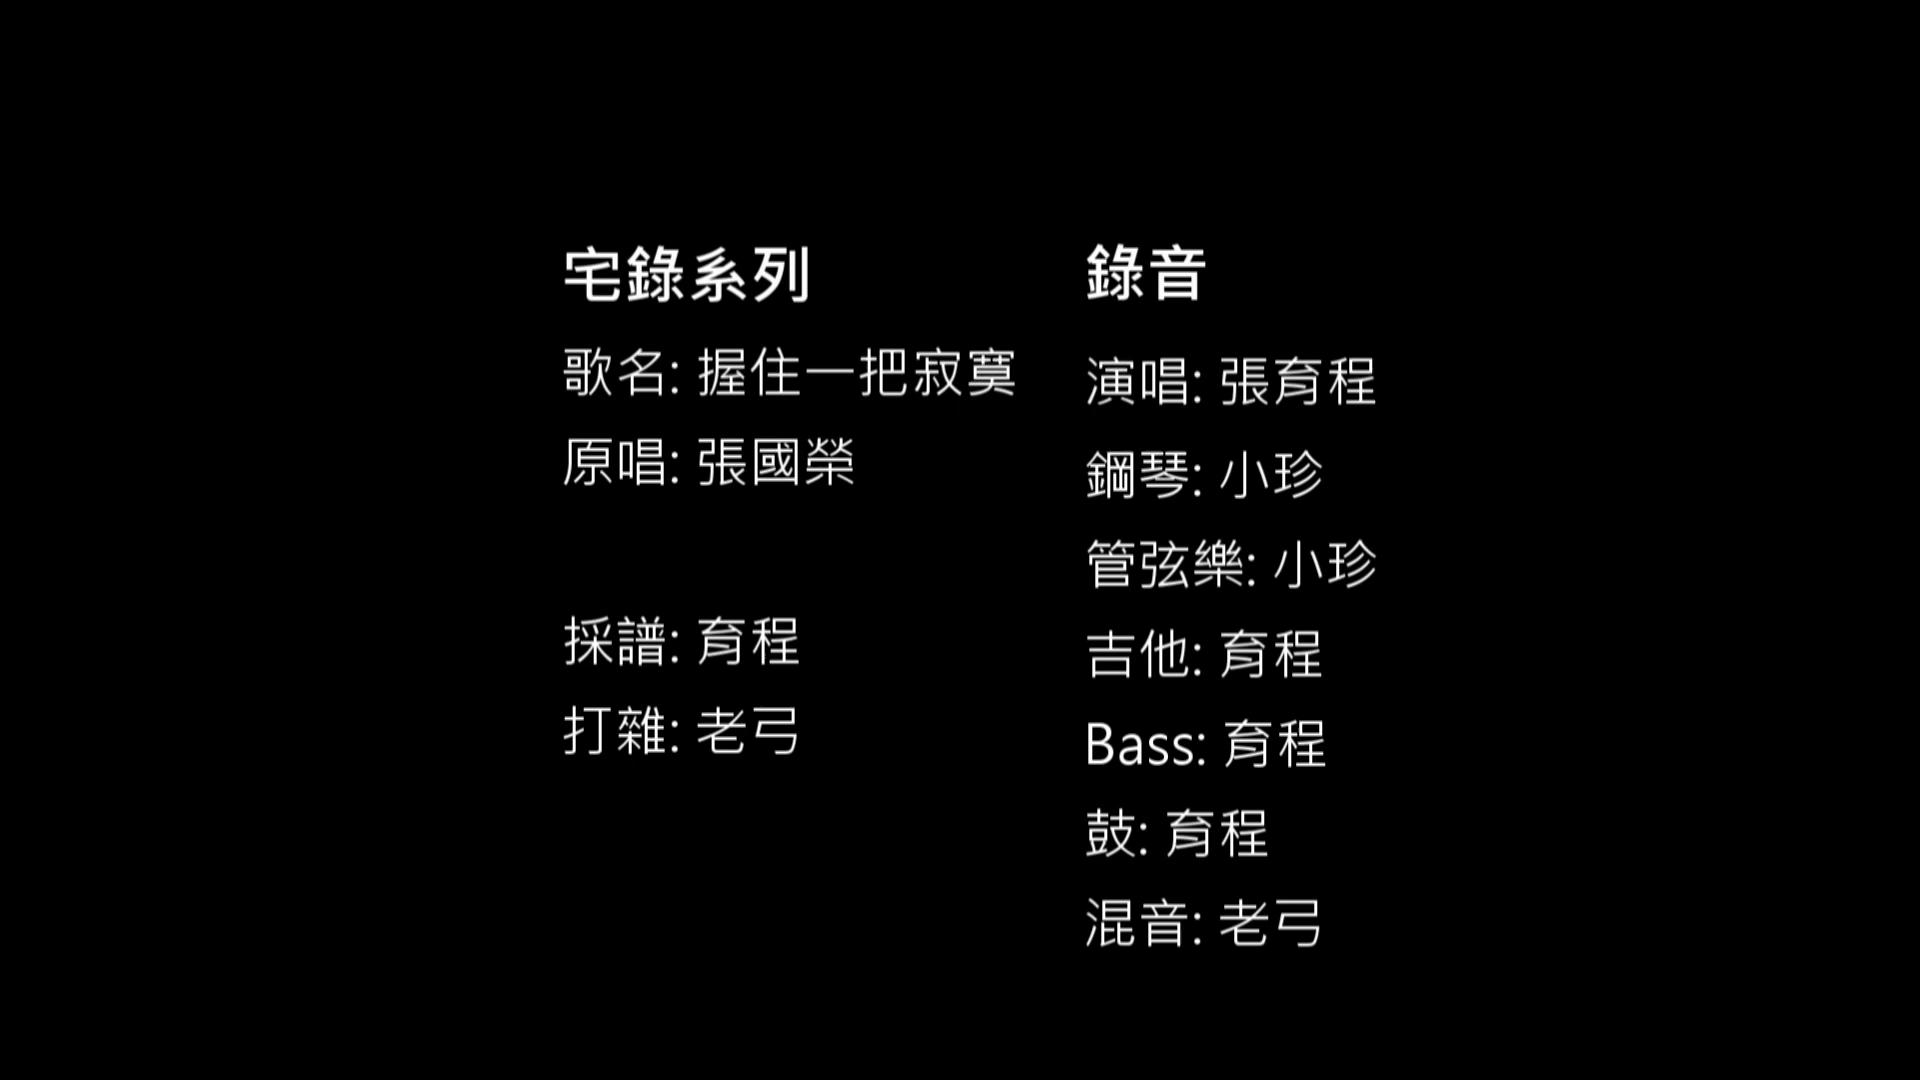 宅錄系列
歌名: 握住一把寂寞
原唱: 張國榮
採譜: 育程
打雜: 老弓
錄音
演唱: 張育程
鋼琴: 小珍
管弦樂: 小珍
吉他: 育程
Bass: 育程
鼓: 育程
混音: 老弓